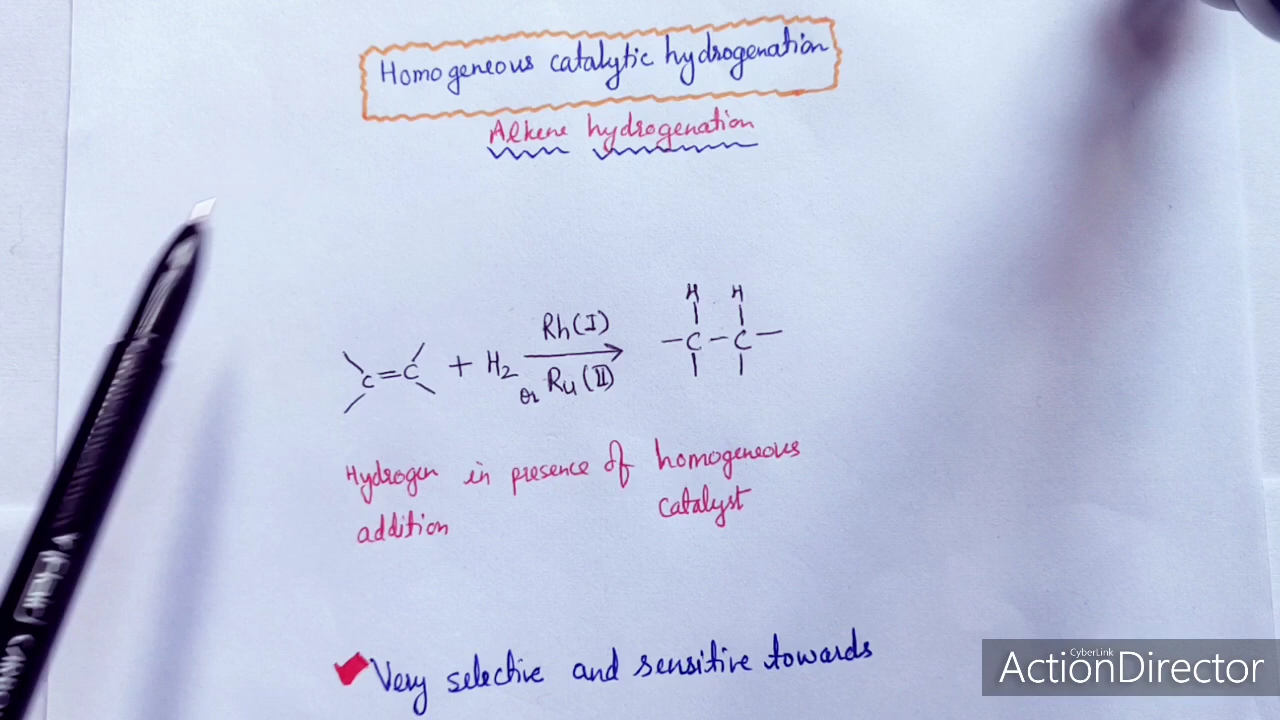 Homogeneous catalytic hydrogenation
Alkene hydrogenation
H H
Rh(I)
C=C + H₂ → -C-C-
or Ru(II)
Hydrogen in presence of homogeneous
addition catalyst
Very selective and sensitive towards
CyberLink
ActionDirector